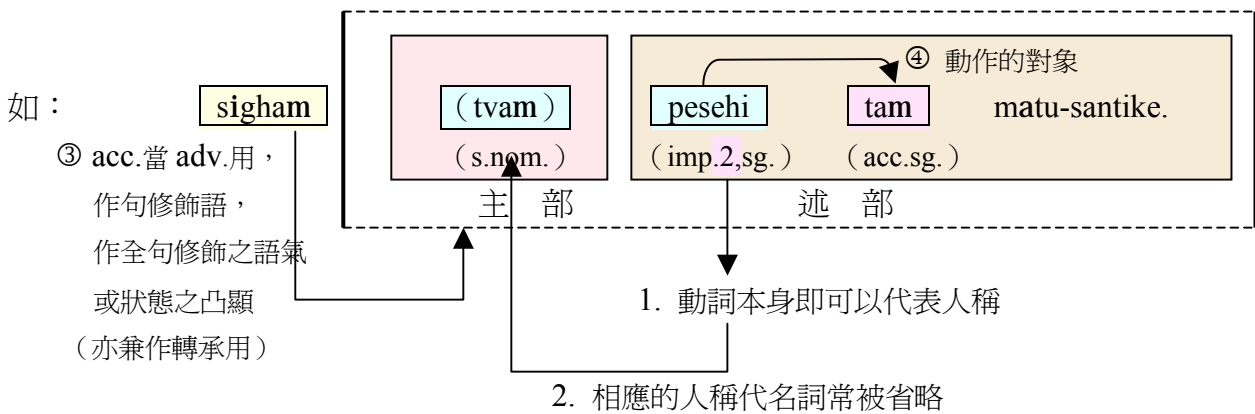 ④ 動作的對象
如： sigham （tvam） pesehi tam matu-santike.
（s.nom.） （imp.2,sg.） （acc.sg.）
③ acc.當 adv.用，
作句修飾語，
作全句修飾之語氣
或狀態之凸顯
（亦兼作轉承用）
主 部 述 部
1. 動詞本身即可以代表人稱
2. 相應的人稱代名詞常被省略